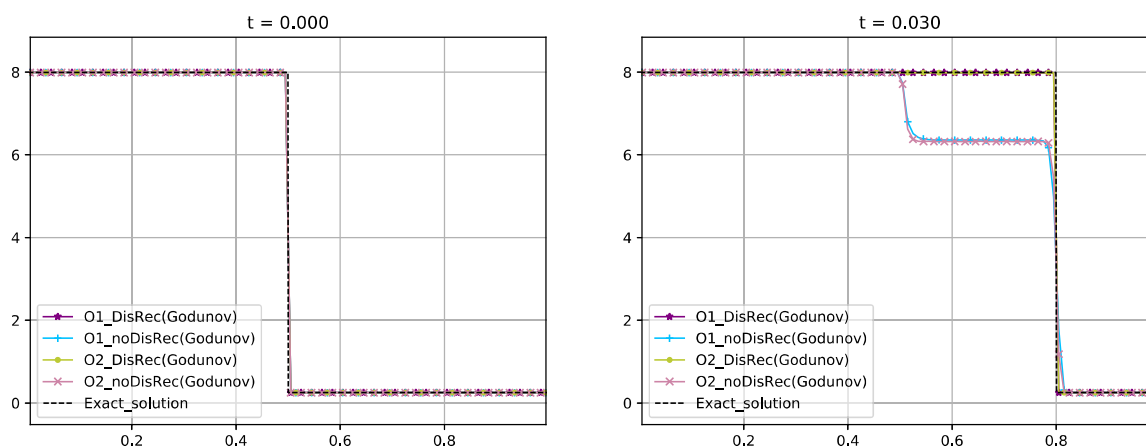 t = 0.000
8
6
4
2
0
O1_DisRec(Godunov)
O1_noDisRec(Godunov)
O2_DisRec(Godunov)
O2_noDisRec(Godunov)
Exact_solution
0.2 0.4 0.6 0.8
t = 0.030
8
6
4
2
0
O1_DisRec(Godunov)
O1_noDisRec(Godunov)
O2_DisRec(Godunov)
O2_noDisRec(Godunov)
Exact_solution
0.2 0.4 0.6 0.8